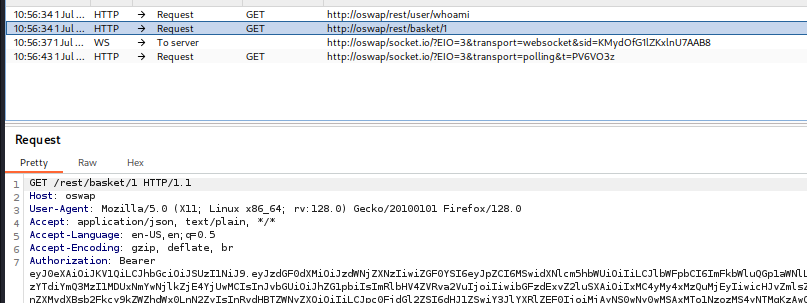 10:56:34 1 Jul ... HTTP → Request GET http://oswap/rest/user/whoami
10:56:34 1 Jul ... HTTP → Request GET http://oswap/rest/basket/1
10:56:37 1 Jul ... WS → To server http://oswap/socket.io/?EIO=3&transport=websocket&sid=KMydOfG1lZKxlnU7AAB8
10:56:43 1 Jul ... HTTP → Request GET http://oswap/socket.io/?EIO=3&transport=polling&t=PV6VO3z
Request
Pretty Raw Hex
1 GET /rest/basket/1 HTTP/1.1
2 Host: oswap
3 User-Agent: Mozilla/5.0 (X11; Linux x86_64; rv:128.0) Gecko/20100101 Firefox/128.0
4 Accept: application/json, text/plain, */*
5 Accept-Language: en-US,en;q=0.5
6 Accept-Encoding: gzip, deflate, br
7 Authorization: Bearer